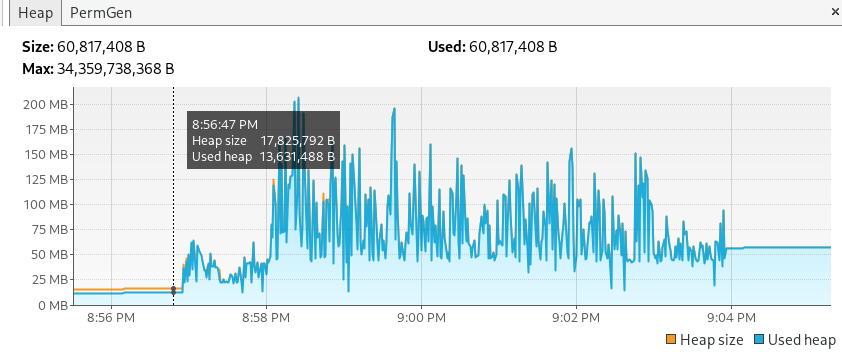 Heap PermGen ×
Size: 60,817,408 B Used: 60,817,408 B
Max: 34,359,738,368 B
200 MB
175 MB
150 MB
125 MB
100 MB
75 MB
50 MB
25 MB
0 MB
8:56:47 PM
Heap size 17,825,792 B
Used heap 13,631,488 B
8:56 PM 8:58 PM 9:00 PM 9:02 PM 9:04 PM
Heap size Used heap